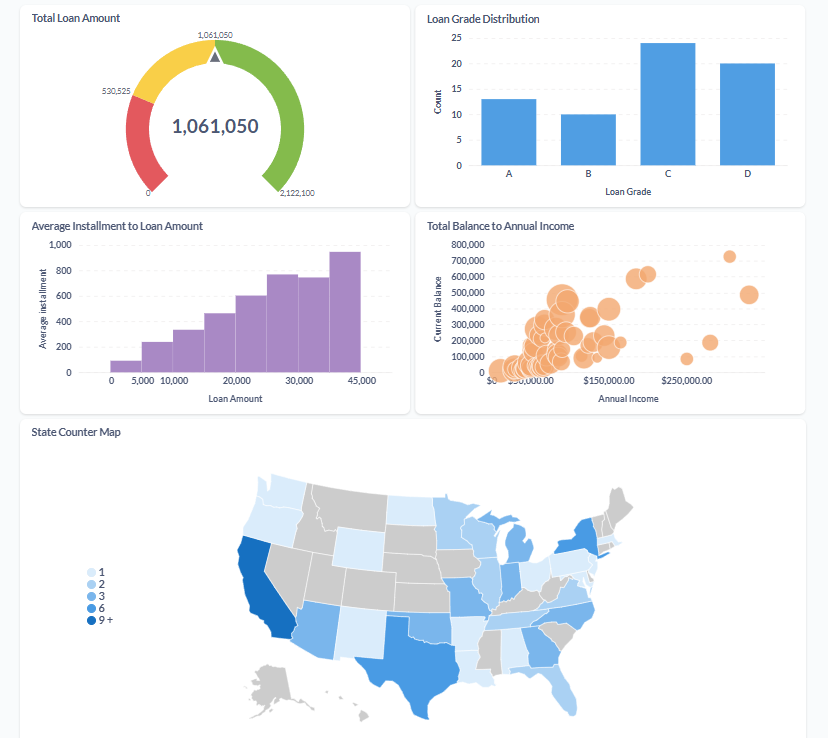 Total Loan Amount
1,061,050
530,525
1,061,050
0
2,122,100
Loan Grade Distribution
25
20
15
10
5
0
Count
A B C D
Loan Grade
Average Installment to Loan Amount
1,000
800
600
400
200
0
Average installment
0 5,000 10,000 20,000 30,000 45,000
Loan Amount
Total Balance to Annual Income
800,000
700,000
600,000
500,000
400,000
300,000
200,000
100,000
0
Current Balance
$150,000.00 $250,000.00
Annual Income
State Counter Map
1
2
3
6
9 +